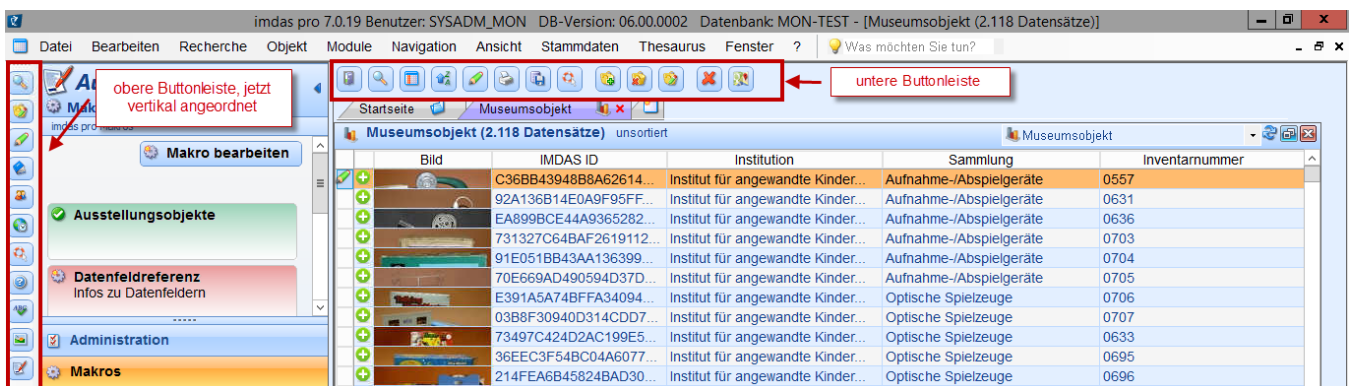 imdas pro 7.0.19 Benutzer: SYSADM_MON DB-Version: 06.00.0002 Datenbank: MON-TEST - [Museumsobjekt (2.118 Datensätze)]
Datei Bearbeiten Recherche Objekt Module Navigation Ansicht Stammdaten Thesaurus Fenster ? Was möchten Sie tun?
obere Buttonleiste, jetzt
vertikal angeordnet
untere Buttonleiste
imdas pro
Makro bearbeiten
Ausstellungsobjekte
Datenfeldreferenz
Infos zu Datenfeldern
Administration
Makros
Startseite Museumsobjekt
Museumsobjekt (2.118 Datensätze) unsortiert Museumsobjekt
Bild IMDAS ID Institution Sammlung Inventarnummer
C36BB43948B8A62614... Institut für angewandte Kinder... Aufnahme-/Abspielgeräte 0557
92A136B14E0A9F95FF... Institut für angewandte Kinder... Aufnahme-/Abspielgeräte 0631
EA899BCE44A9365282... Institut für angewandte Kinder... Aufnahme-/Abspielgeräte 0636
731327C64BAF2619112... Institut für angewandte Kinder... Aufnahme-/Abspielgeräte 0703
91E051BB43AA136399... Institut für angewandte Kinder... Aufnahme-/Abspielgeräte 0704
70E669AD490594D37D... Institut für angewandte Kinder... Aufnahme-/Abspielgeräte 0705
E391A5A74BFFA34094... Institut für angewandte Kinder... Optische Spielzeuge 0706
03B8F30940D314CDD7... Institut für angewandte Kinder... Optische Spielzeuge 0707
73497C424D2AC199E5... Institut für angewandte Kinder... Optische Spielzeuge 0633
36EEC3F54BC04A6077... Institut für angewandte Kinder... Optische Spielzeuge 0695
214FEA6B45824BAD30... Institut für angewandte Kinder... Optische Spielzeuge 0696